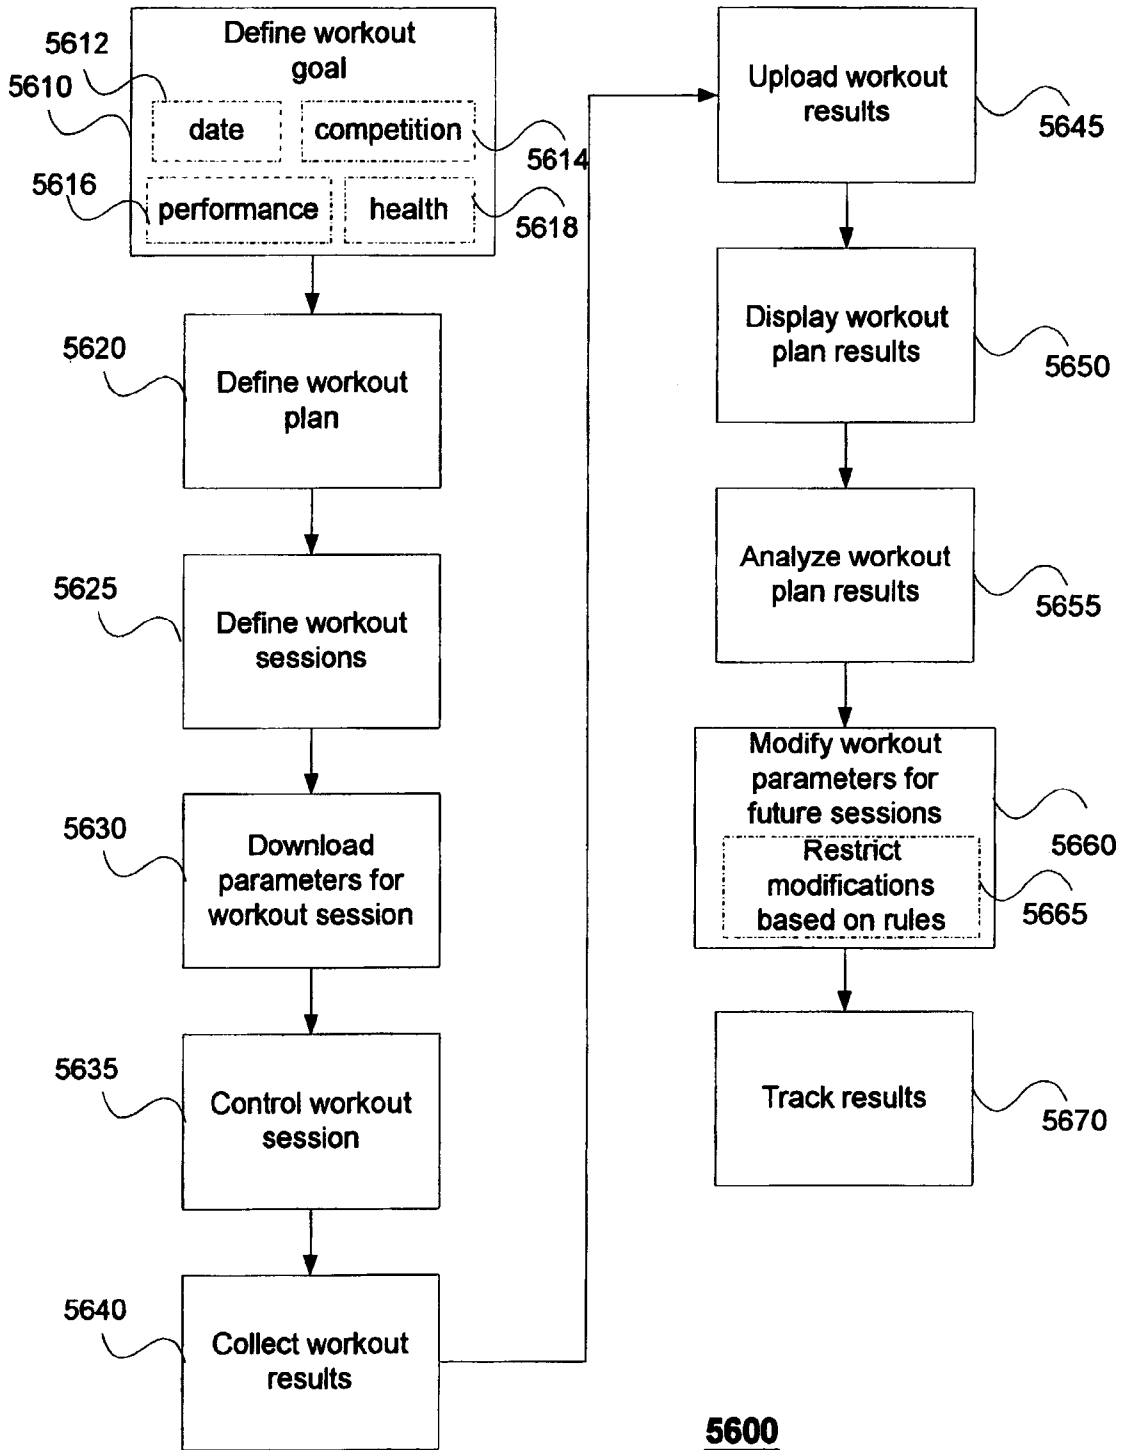 Define workout
goal
5612
5610
date
competition
5614
5616
performance
health
5618
5620
Define workout
plan
5625
Define workout
sessions
5630
Download
parameters for
workout session
5635
Control workout
session
5640
Collect workout
results
Upload workout
results
5645
Display workout
plan results
5650
Analyze workout
plan results
5655
Modify workout
parameters for
future sessions
5660
Restrict
modifications
based on rules
5665
Track results
5670
5600